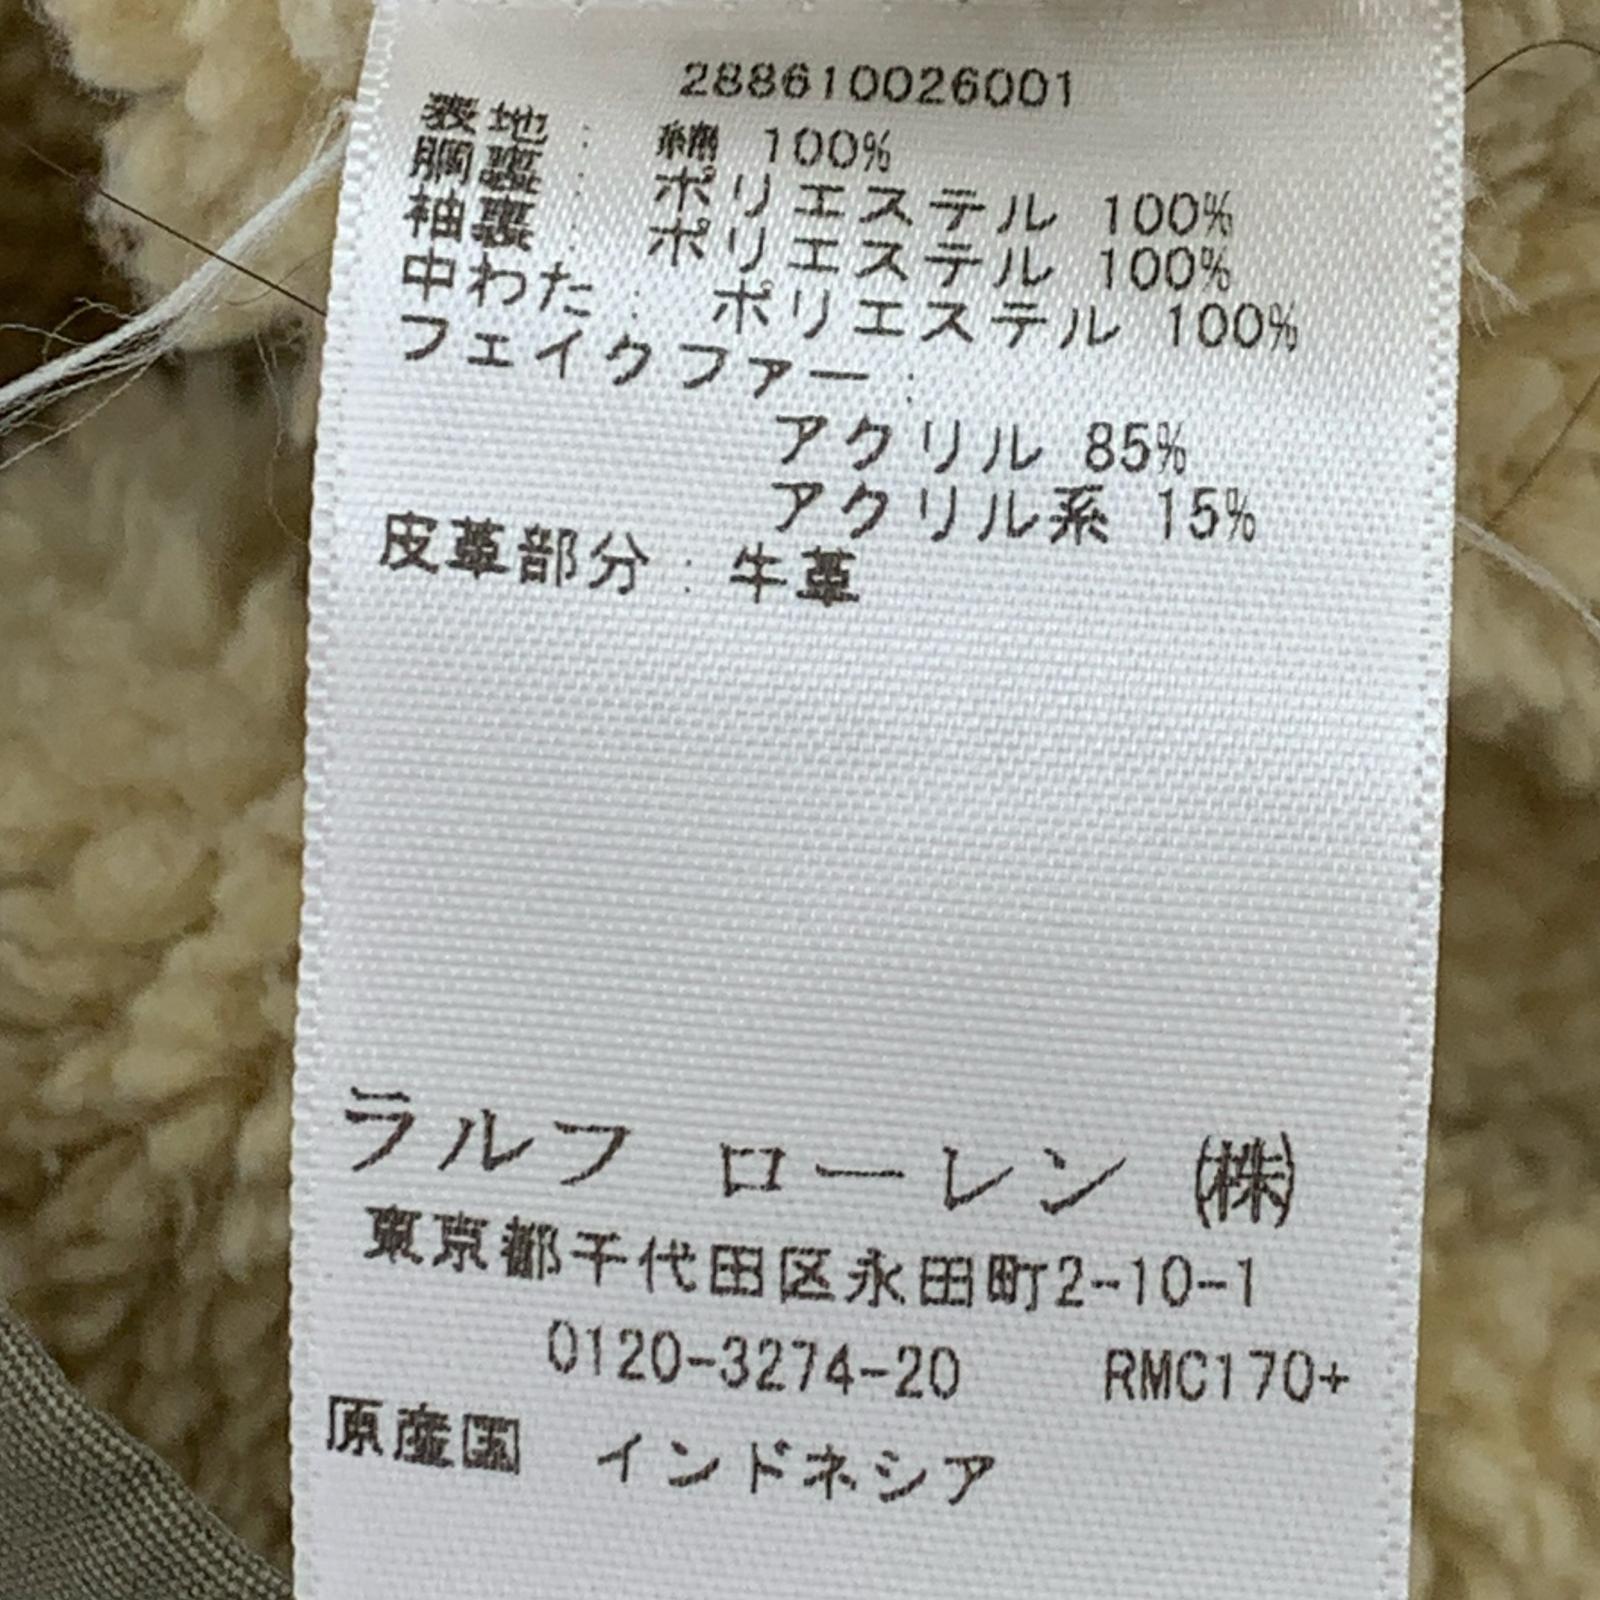 288610026001
表地: 綿 100%
胴裏: ポリエステル 100%
袖裏: ポリエステル 100%
中わた: ポリエステル 100%
フェイクファー:
アクリル 85%
アクリル系 15%
皮革部分: 牛革
ラルフ ローレン ㈱
東京都千代田区永田町2-10-1
0120-3274-20 RMC170+
原産国 インドネシア